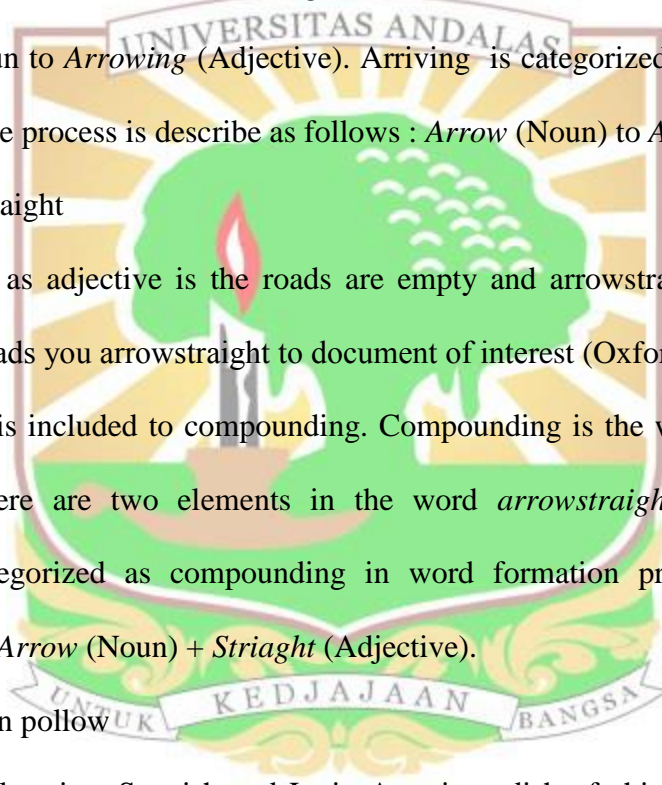 UNIVERSITAS ANDALAS
un to Arrowing (Adjective). Arriving is categorized
e process is describe as follows : Arrow (Noun) to A
aight
as adjective is the roads are empty and arrowstra
ads you arrowstraight to document of interest (Oxfor
is included to compounding. Compounding is the w
ere are two elements in the word arrowstraigh
egorized as compounding in word formation pr
Arrow (Noun) + Striaght (Adjective).
UNTUK KEDJAJAAN BANGSA
n pollow